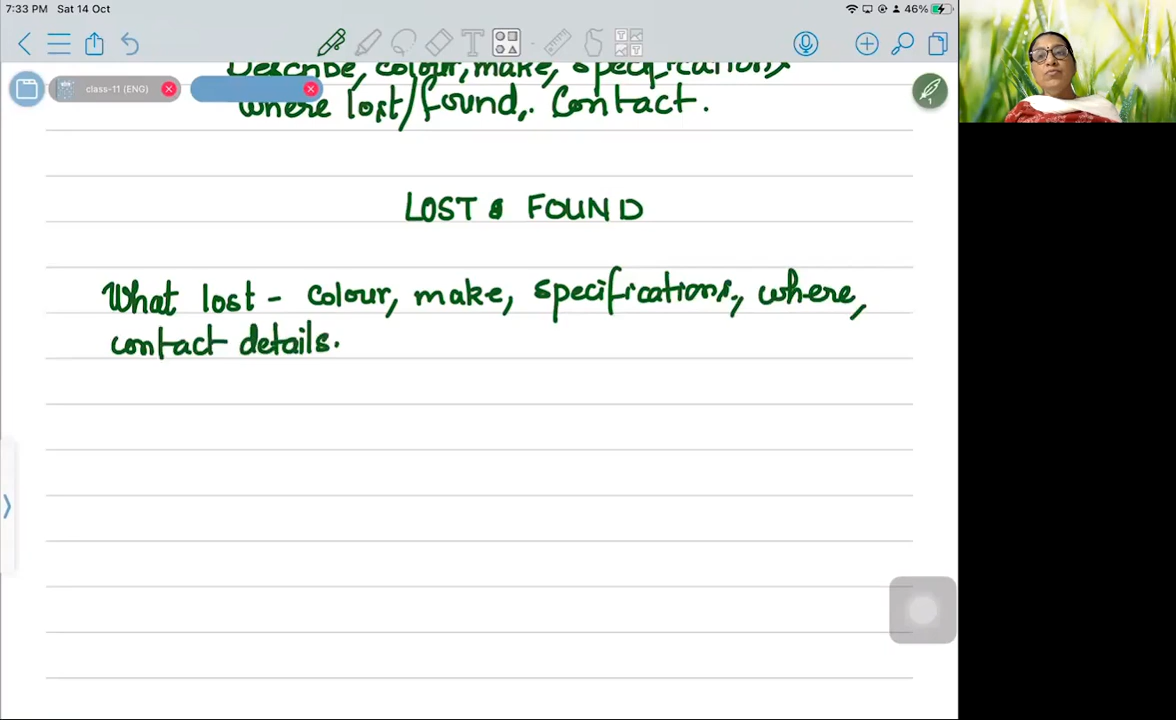 7:33 PM Sat 14 Oct
46%
class-11 (ENG)
Describe, colour, make, specifications
where lost/found,. Contact.
1
LOST & FOUND
What lost - colour, make, specifications, where,
contact details.